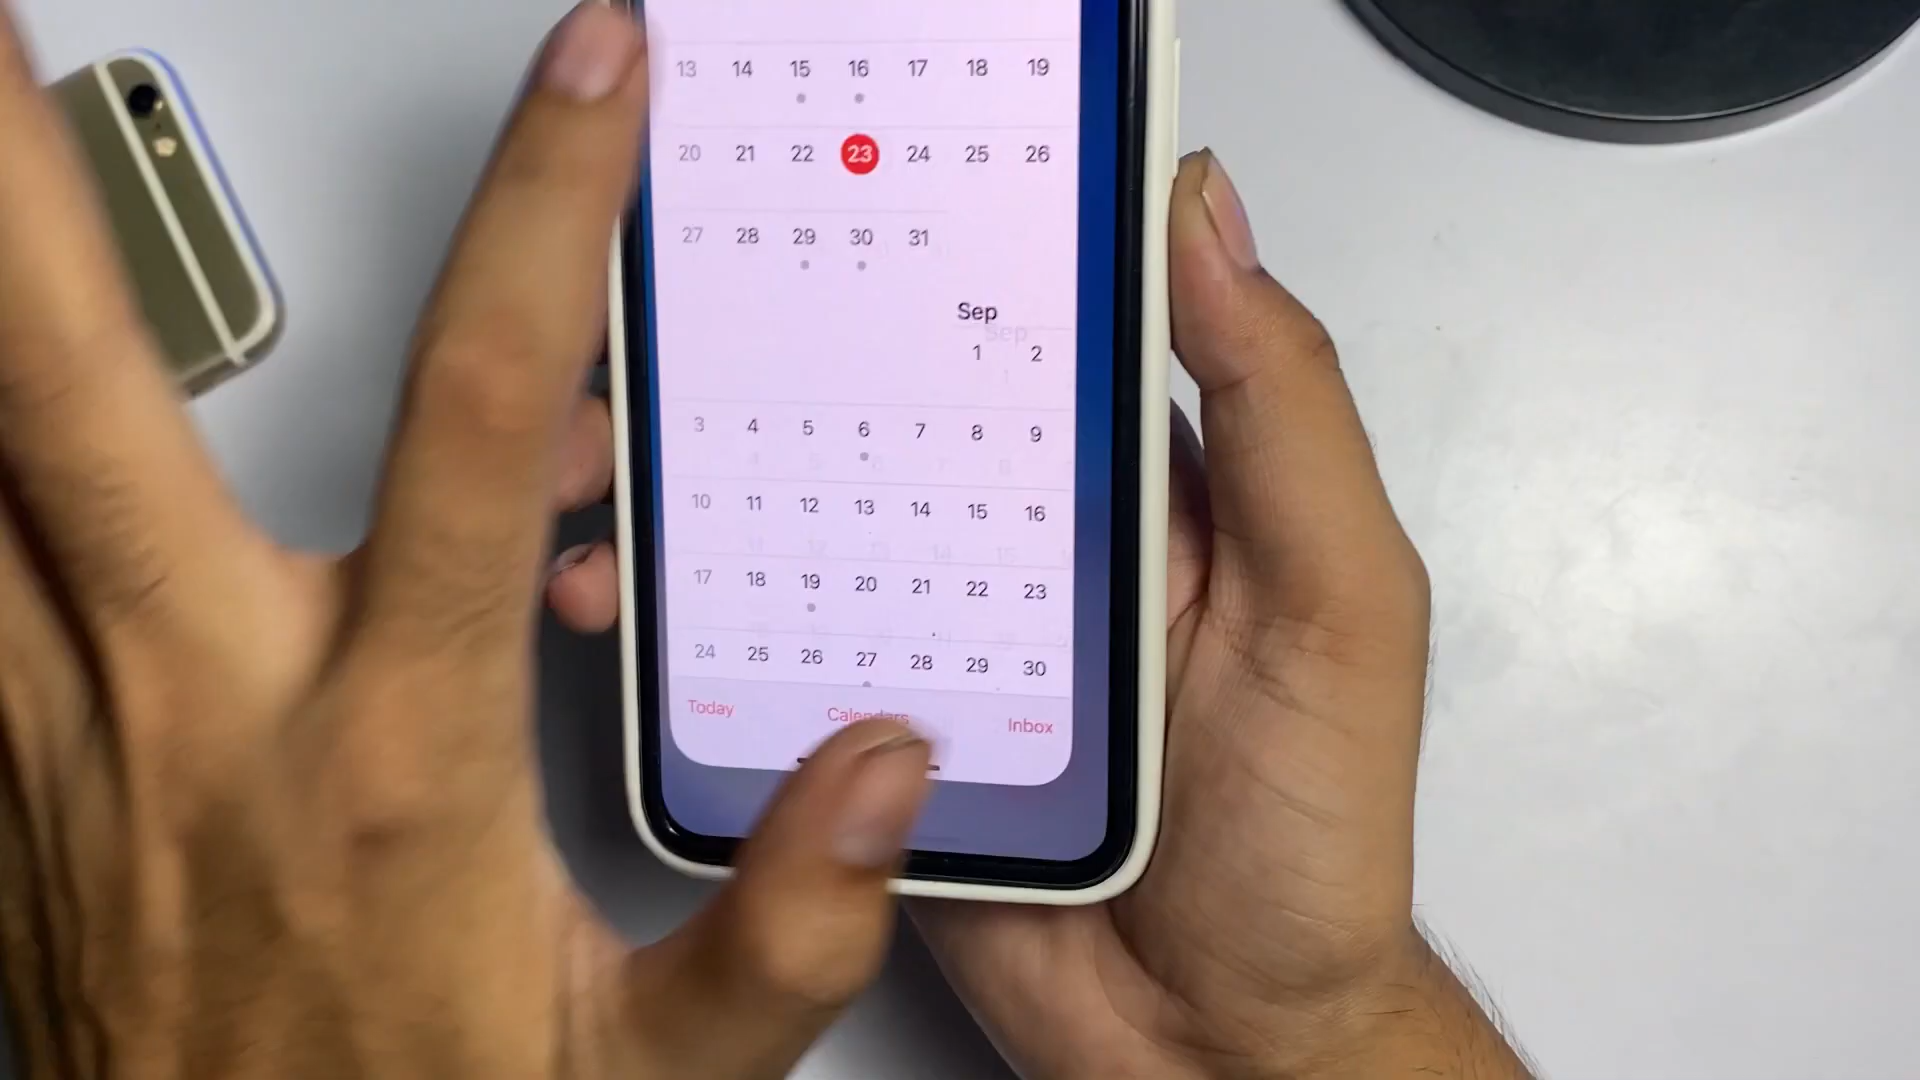 13 14 15 16 17 18 19
20 21 22 23 24 25 26
27 28 29 30 31
Sep
1 2
3 4 5 6 7 8 9
10 11 12 13 14 15 16
17 18 19 20 21 22 23
24 25 26 27 28 29 30
Today Calendars Inbox